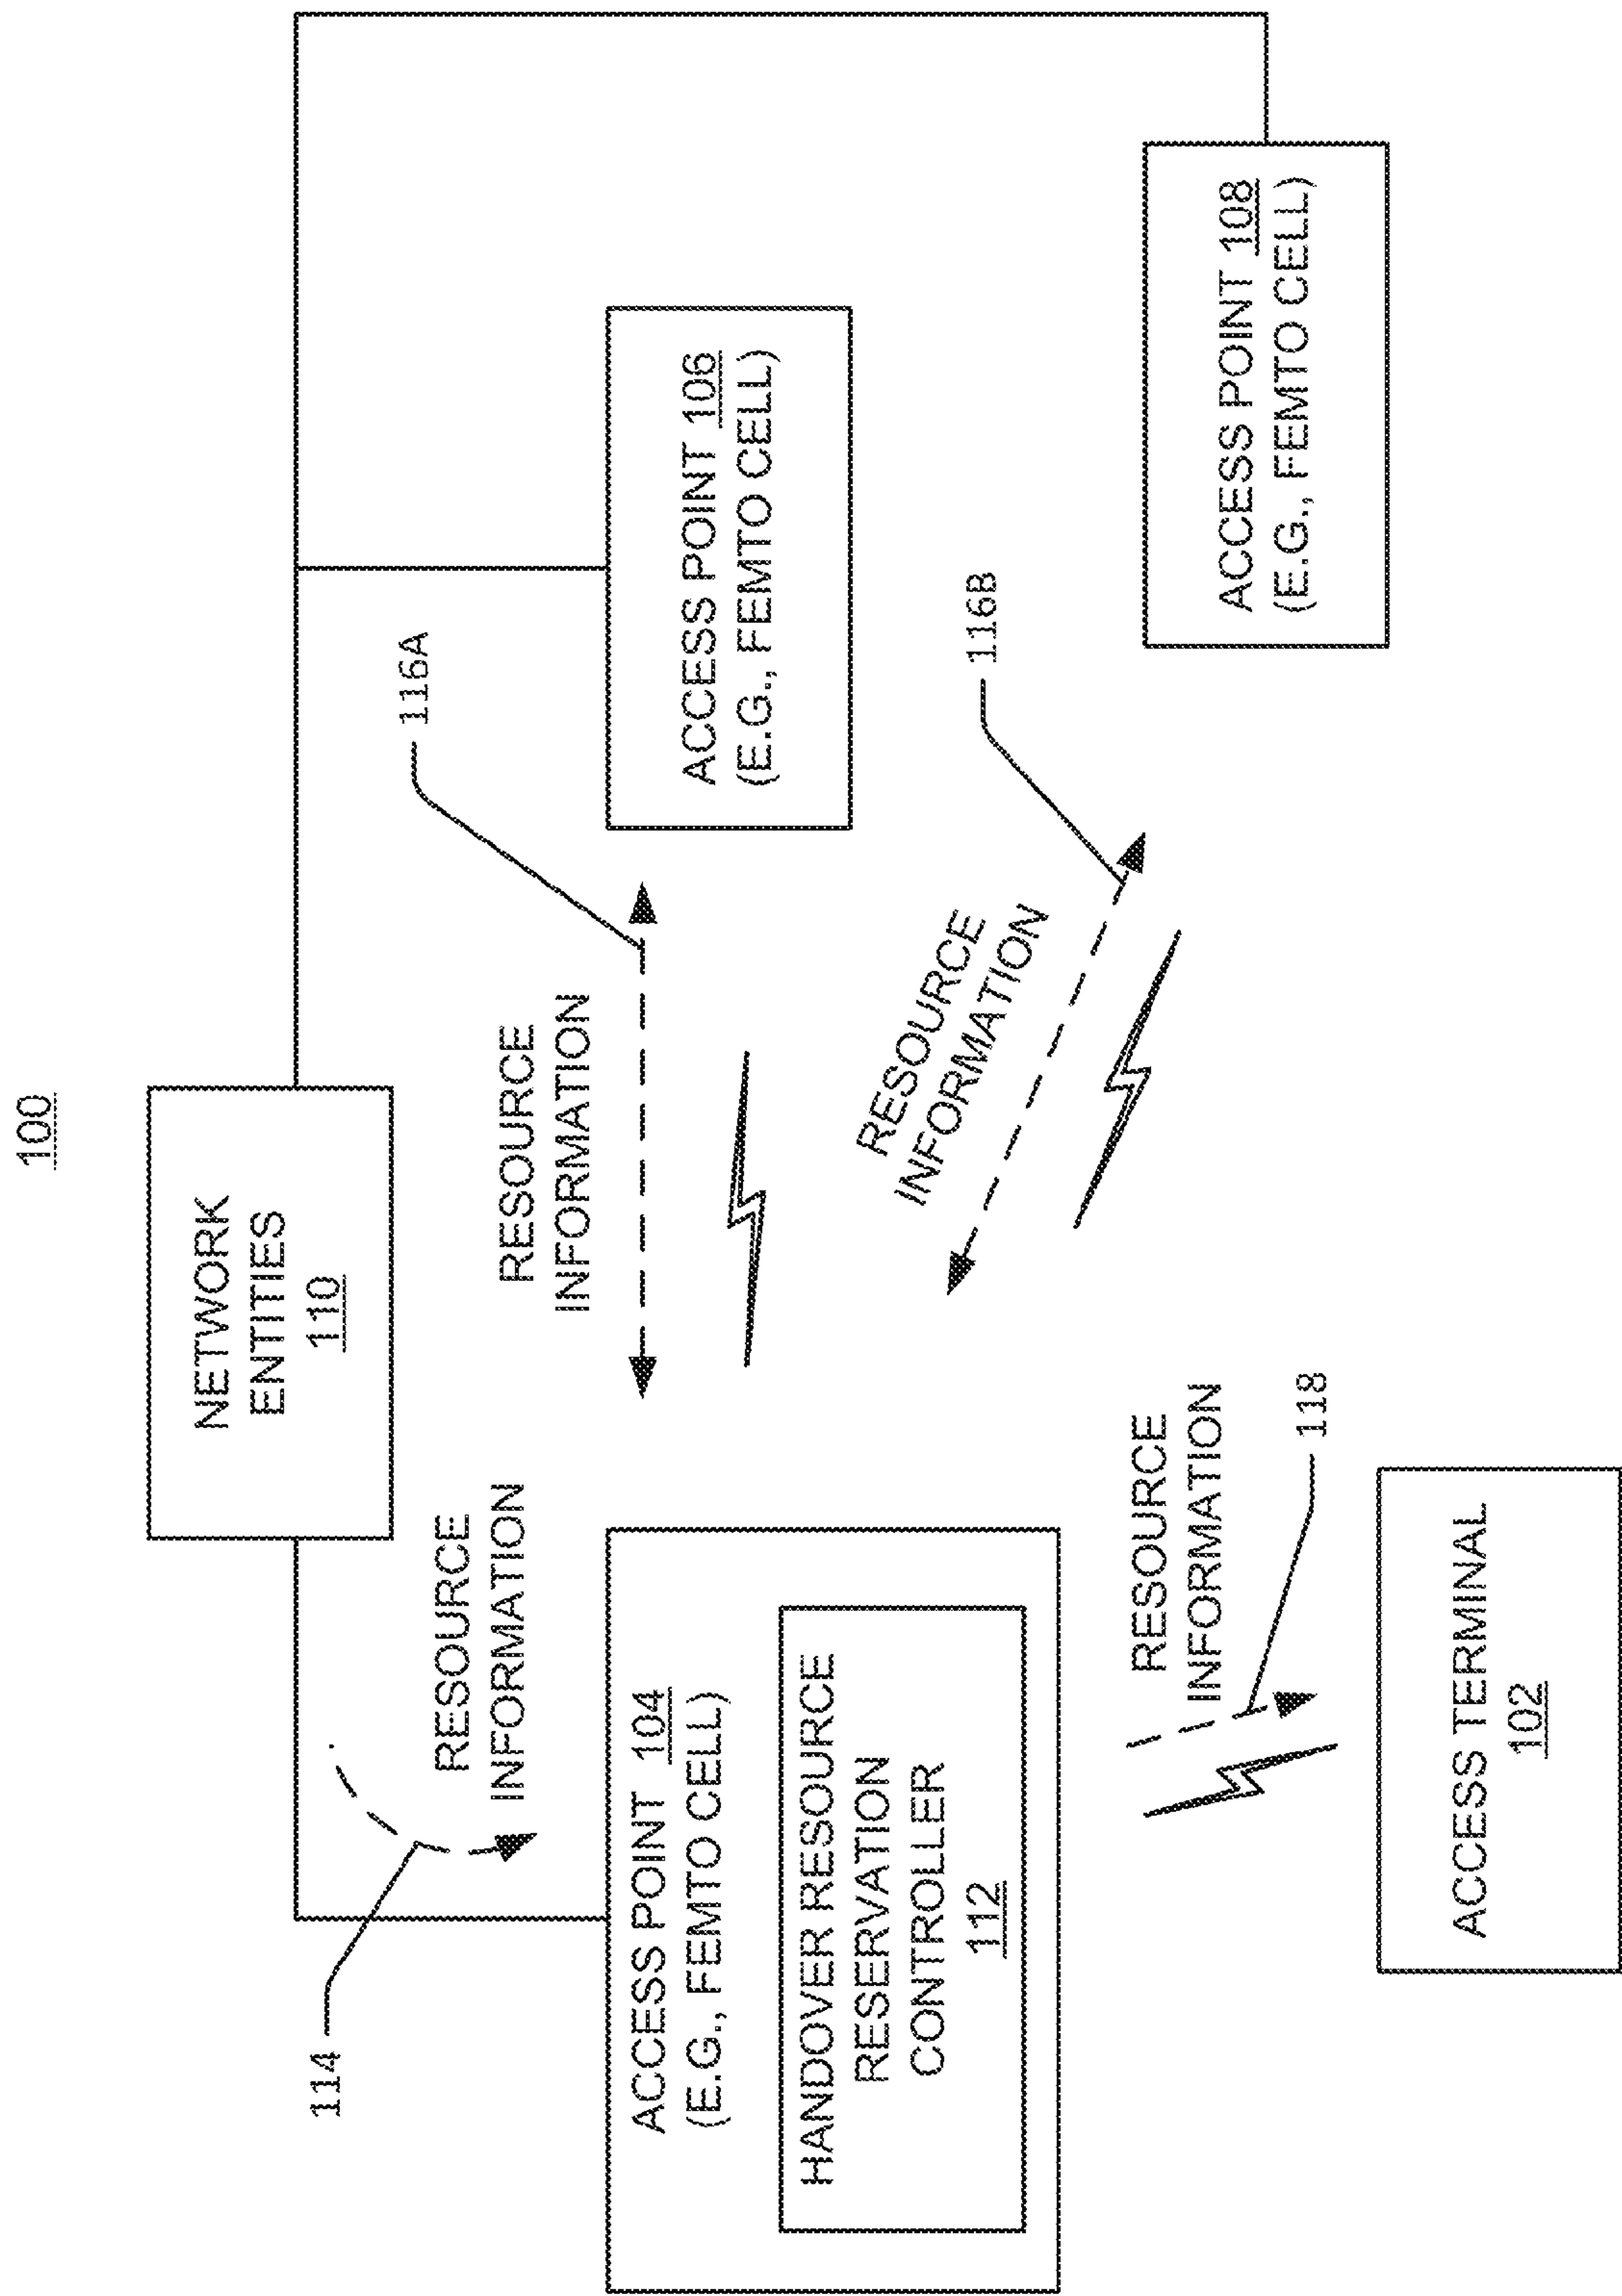 100
NETWORK
ENTITIES
110
114
RESOURCE
INFORMATION
116A
RESOURCE
INFORMATION
ACCESS POINT 104
(E.G., FEMTO CELL)
HANDOVER RESOURCE
RESERVATION
CONTROLLER
112
ACCESS POINT 106
(E.G., FEMTO CELL)
RESOURCE
INFORMATION
116B
RESOURCE
INFORMATION
118
ACCESS POINT 108
(E.G., FEMTO CELL)
ACCESS TERMINAL
102